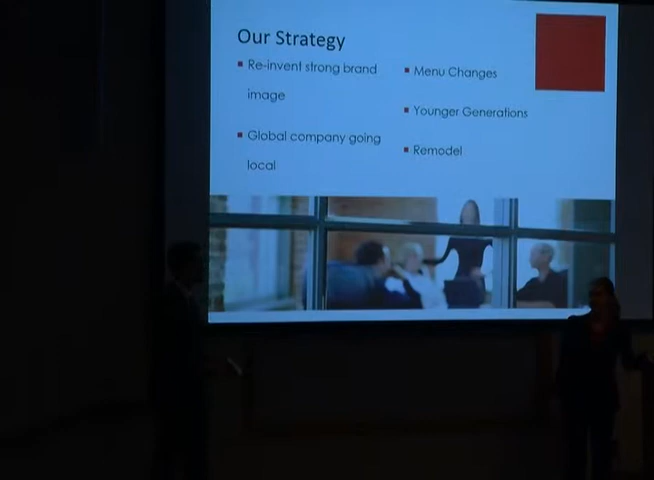 Our Strategy
Re-invent strong brand
image
Global company going
local
Menu Changes
Younger Generations
Remodel